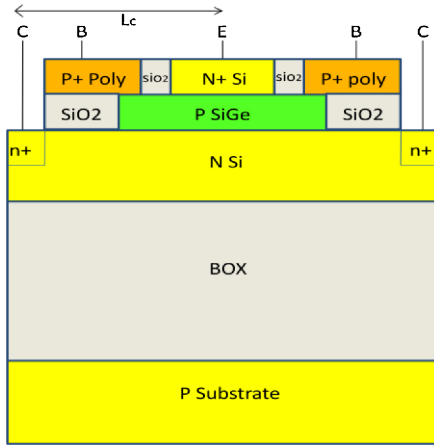 Lc
C B E B C
P+ Poly sio2 N+ Si sio2 P+ poly
SiO2 P SiGe SiO2
n+ N Si n+
BOX
P Substrate